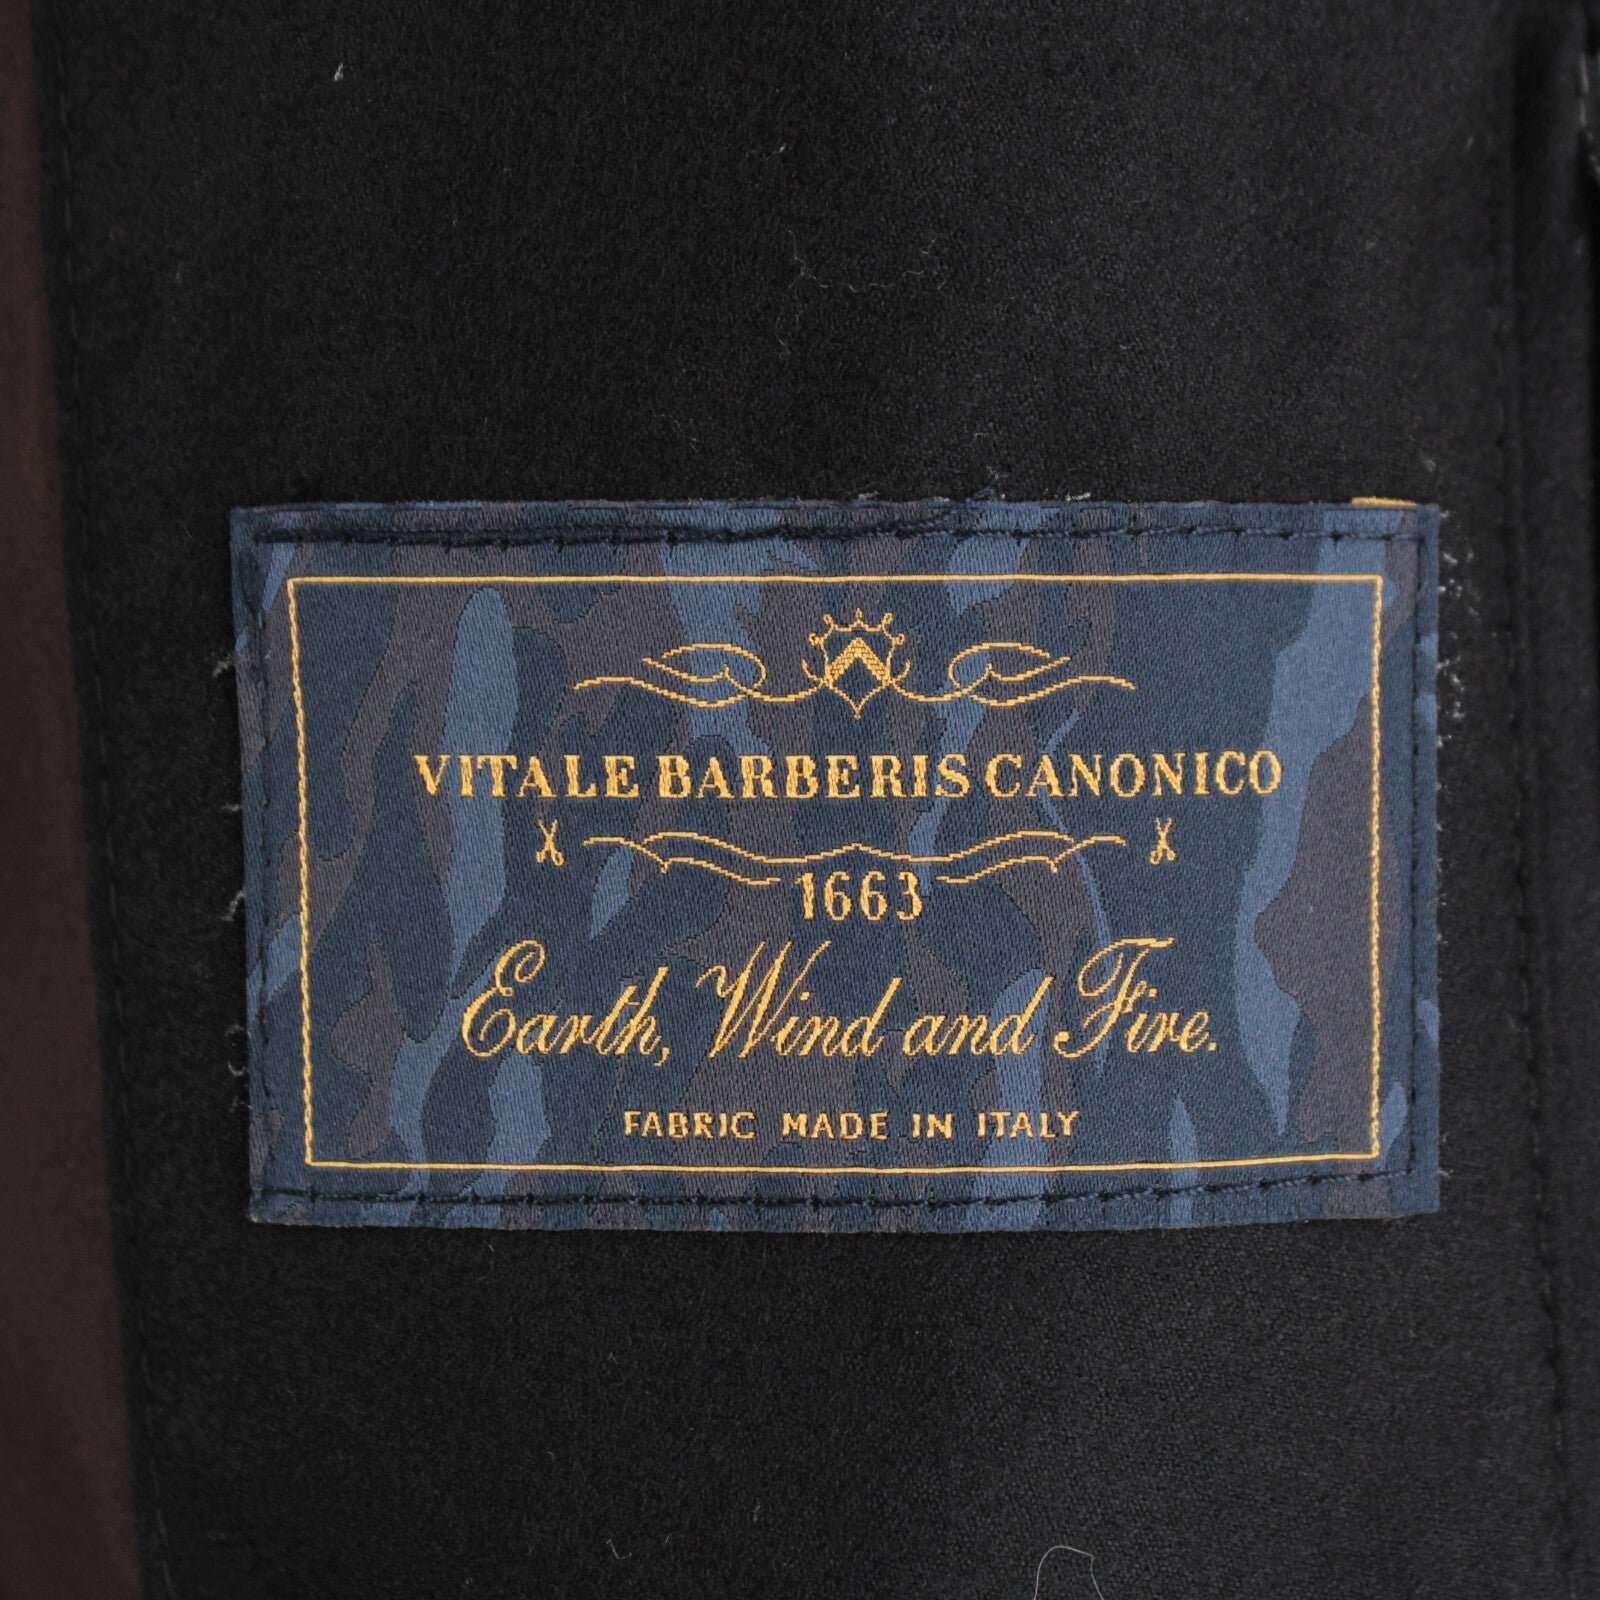 VITALE BARBERIS CANONICO
1663
Earth, Wind and Fire.
FABRIC MADE IN ITALY